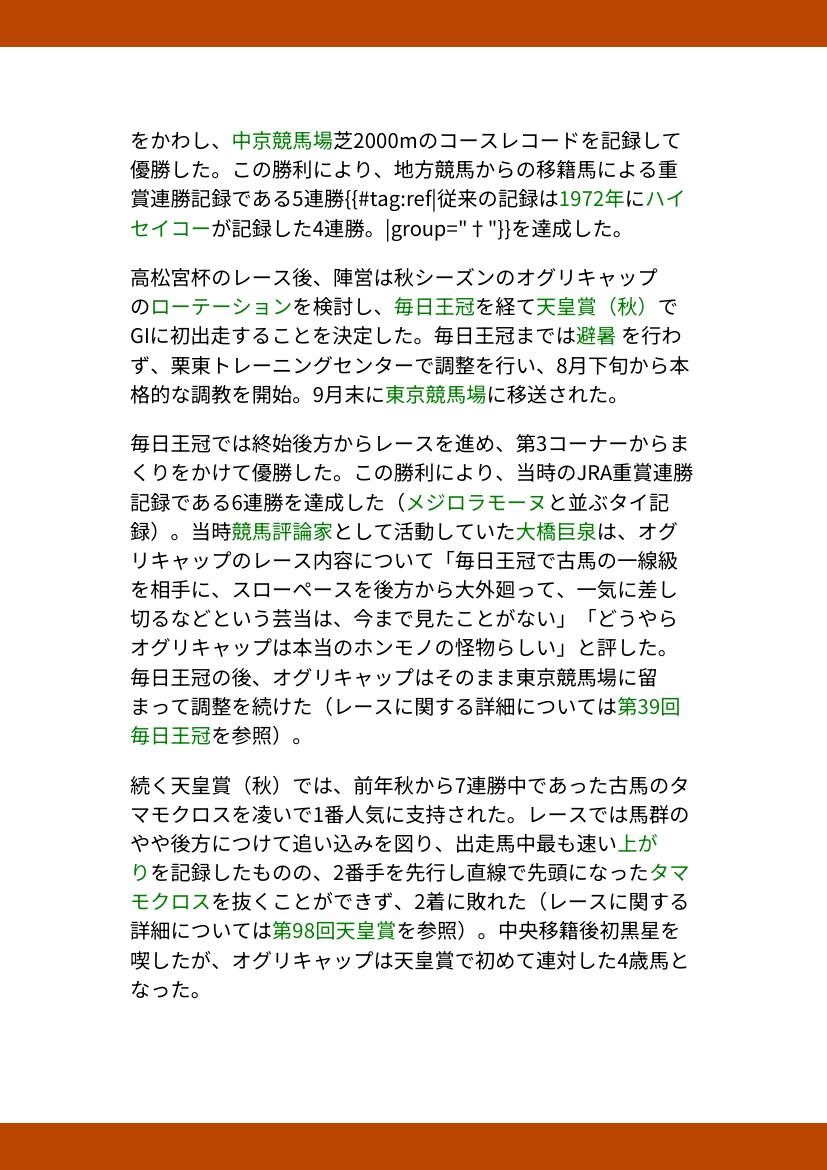 をかわし、中京競馬場芝2000mのコースレコードを記録して
優勝した。この勝利により、地方競馬からの移籍馬による重
賞連勝記録である5連勝{{#tag:ref|従来の記録は1972年にハイ
セイコーが記録した4連勝。|group="†"}}を達成した。
高松宮杯のレース後、陣営は秋シーズンのオグリキャップ
のローテーションを検討し、毎日王冠を経て天皇賞（秋）で
GIに初出走することを決定した。毎日王冠までは避暑 を行わ
ず、栗東トレーニングセンターで調整を行い、8月下旬から本
格的な調教を開始。9月末に東京競馬場に移送された。
毎日王冠では終始後方からレースを進め、第3コーナーからま
くりをかけて優勝した。この勝利により、当時のJRA重賞連勝
記録である6連勝を達成した（メジロラモーヌと並ぶタイ記
録）。当時競馬評論家として活動していた大橋巨泉は、オグ
リキャップのレース内容について「毎日王冠で古馬の一線級
を相手に、スローペースを後方から大外廻って、一気に差し
切るなどという芸当は、今まで見たことがない」「どうやら
オグリキャップは本当のホンモノの怪物らしい」と評した。
毎日王冠の後、オグリキャップはそのまま東京競馬場に留
まって調整を続けた（レースに関する詳細については第39回
毎日王冠を参照）。
続く天皇賞（秋）では、前年秋から7連勝中であった古馬のタ
マモクロスを凌いで1番人気に支持された。レースでは馬群の
やや後方につけて追い込みを図り、出走馬中最も速い上が
りを記録したものの、2番手を先行し直線で先頭になったタマ
モクロスを抜くことができず、2着に敗れた（レースに関する
詳細については第98回天皇賞を参照）。中央移籍後初黒星を
喫したが、オグリキャップは天皇賞で初めて連対した4歳馬と
なった。